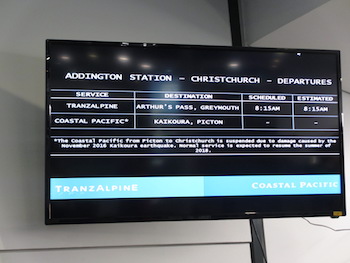 ADDINGTON STATION – CHRISTCHURCH – DEPARTURES
SERVICE DESTINATION SCHEDULED ESTIMATED
TRANZALPINE ARTHUR'S PASS, GREYMOUTH 8:15AM 8:15AM
COASTAL PACIFIC* KAIKOURA, PICTON – –
*The Coastal Pacific from Picton to Christchurch is suspended due to damage caused by the
November 2016 Kaikoura earthquake. Normal service is expected to resume the summer of
2018.
TRANZALPINE COASTAL PACIFIC